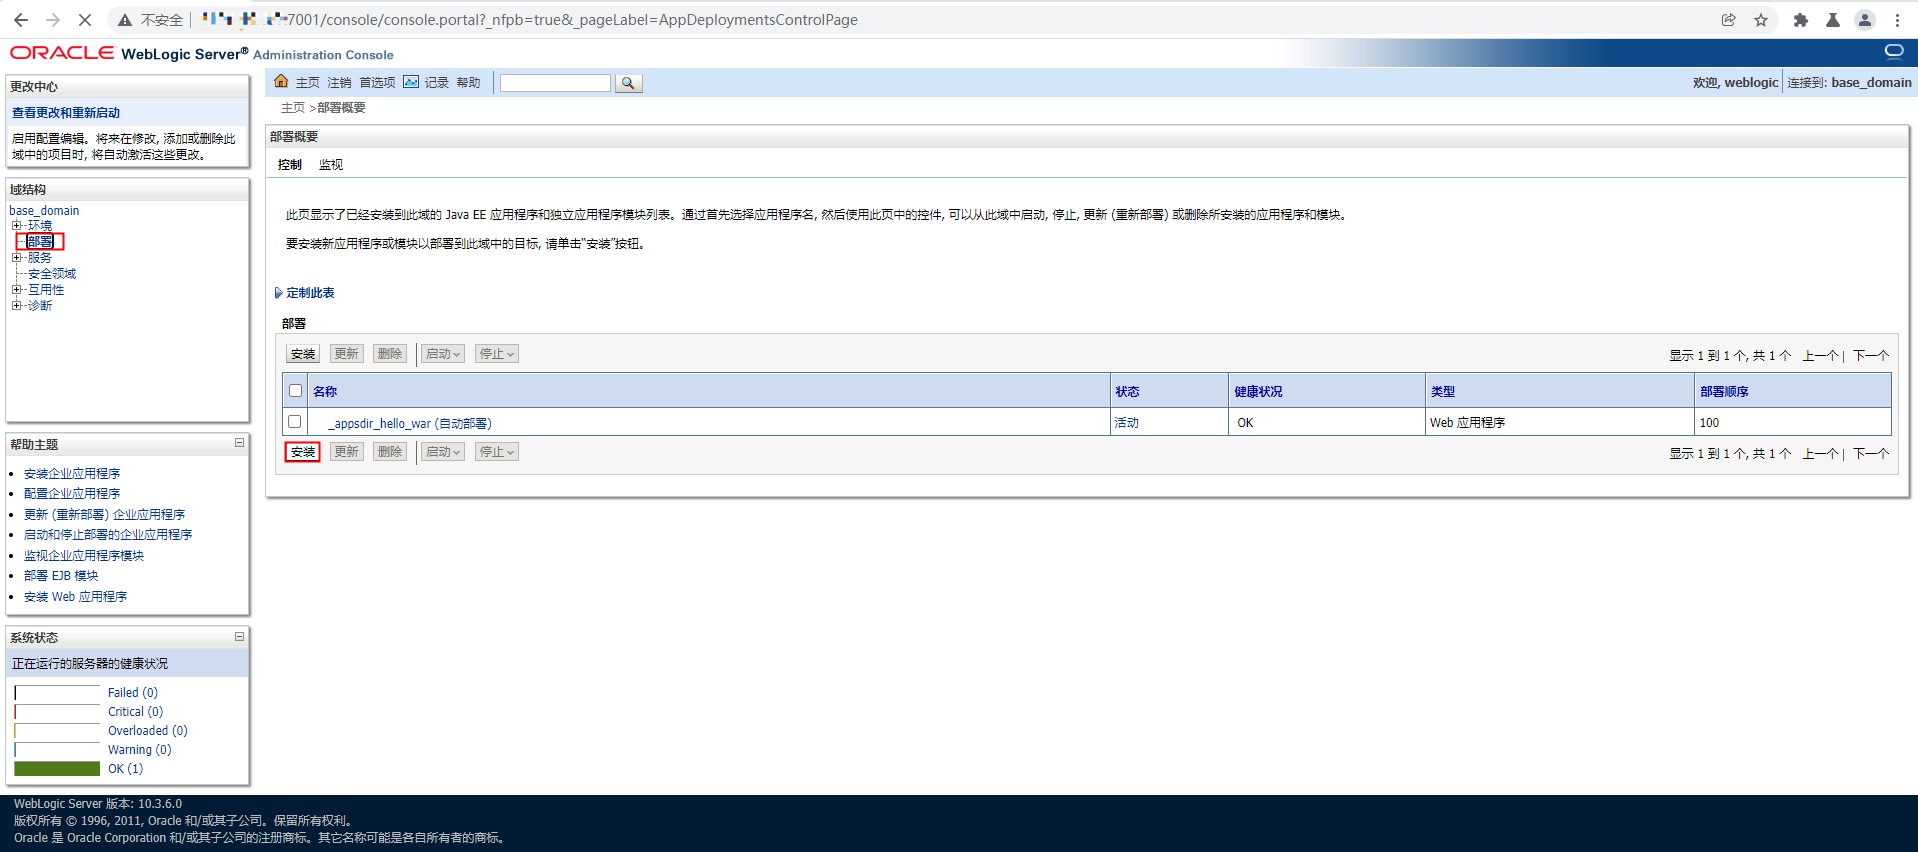 不安全
:7001/console/console.portal?_nfpb=true&_pageLabel=AppDeploymentsControlPage
ORACLE WebLogic Server® Administration Console
更改中心
查看更改和重新启动
启用配置编辑。将来在修改, 添加或删除此
域中的项目时, 将自动激活这些更改。
域结构
base_domain
环境
部署
服务
安全领域
互用性
诊断
帮助主题
安装企业应用程序
配置企业应用程序
更新 (重新部署) 企业应用程序
启动和停止部署的企业应用程序
监视企业应用程序模块
部署 EJB 模块
安装 Web 应用程序
系统状态
正在运行的服务器的健康状况
Failed (0)
Critical (0)
Overloaded (0)
Warning (0)
OK (1)
主页 注销 首选项 记录 帮助
欢迎, weblogic 连接到: base_domain
主页 >部署概要
部署概要
控制 监视
此页显示了已经安装到此域的 Java EE 应用程序和独立应用程序模块列表。通过首先选择应用程序名, 然后使用此页中的控件, 可以从此域中启动, 停止, 更新 (重新部署) 或删除所安装的应用程序和模块。
要安装新应用程序或模块以部署到此域中的目标, 请单击“安装”按钮。
定制此表
部署
安装 更新 删除 启动 停止 显示 1 到 1 个, 共 1 个 上一个 | 下一个
名称 状态 健康状况 类型 部署顺序
_appsdir_hello_war (自动部署) 活动 OK Web 应用程序 100
安装 更新 删除 启动 停止 显示 1 到 1 个, 共 1 个 上一个 | 下一个
WebLogic Server 版本: 10.3.6.0
版权所有 © 1996, 2011, Oracle 和/或其子公司。保留所有权利。
Oracle 是 Oracle Corporation 和/或其子公司的注册商标。其它名称可能是各自所有者的商标。